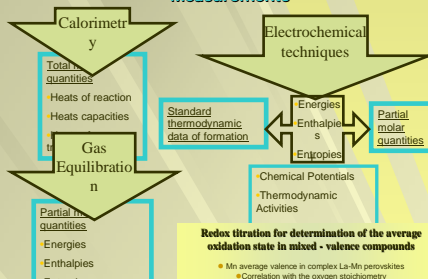 Measurements
Calorimetr
y
Total m
quantities
Heats of reaction
Heats capacities
tr
Gas
Equilibratio
n
Partial m
quantities
Energies
Enthalpies
Electrochemical
techniques
Standard
thermodynamic
data of formation
Energies
Enthalpie
s
Entropies
Partial
molar
quantities
Chemical Potentials
Thermodynamic
Activities
Redox titration for determination of the average
oxidation state in mixed - valence compounds
Mn average valence in complex La-Mn perovskites
Correlation with the oxygen stoichiometry